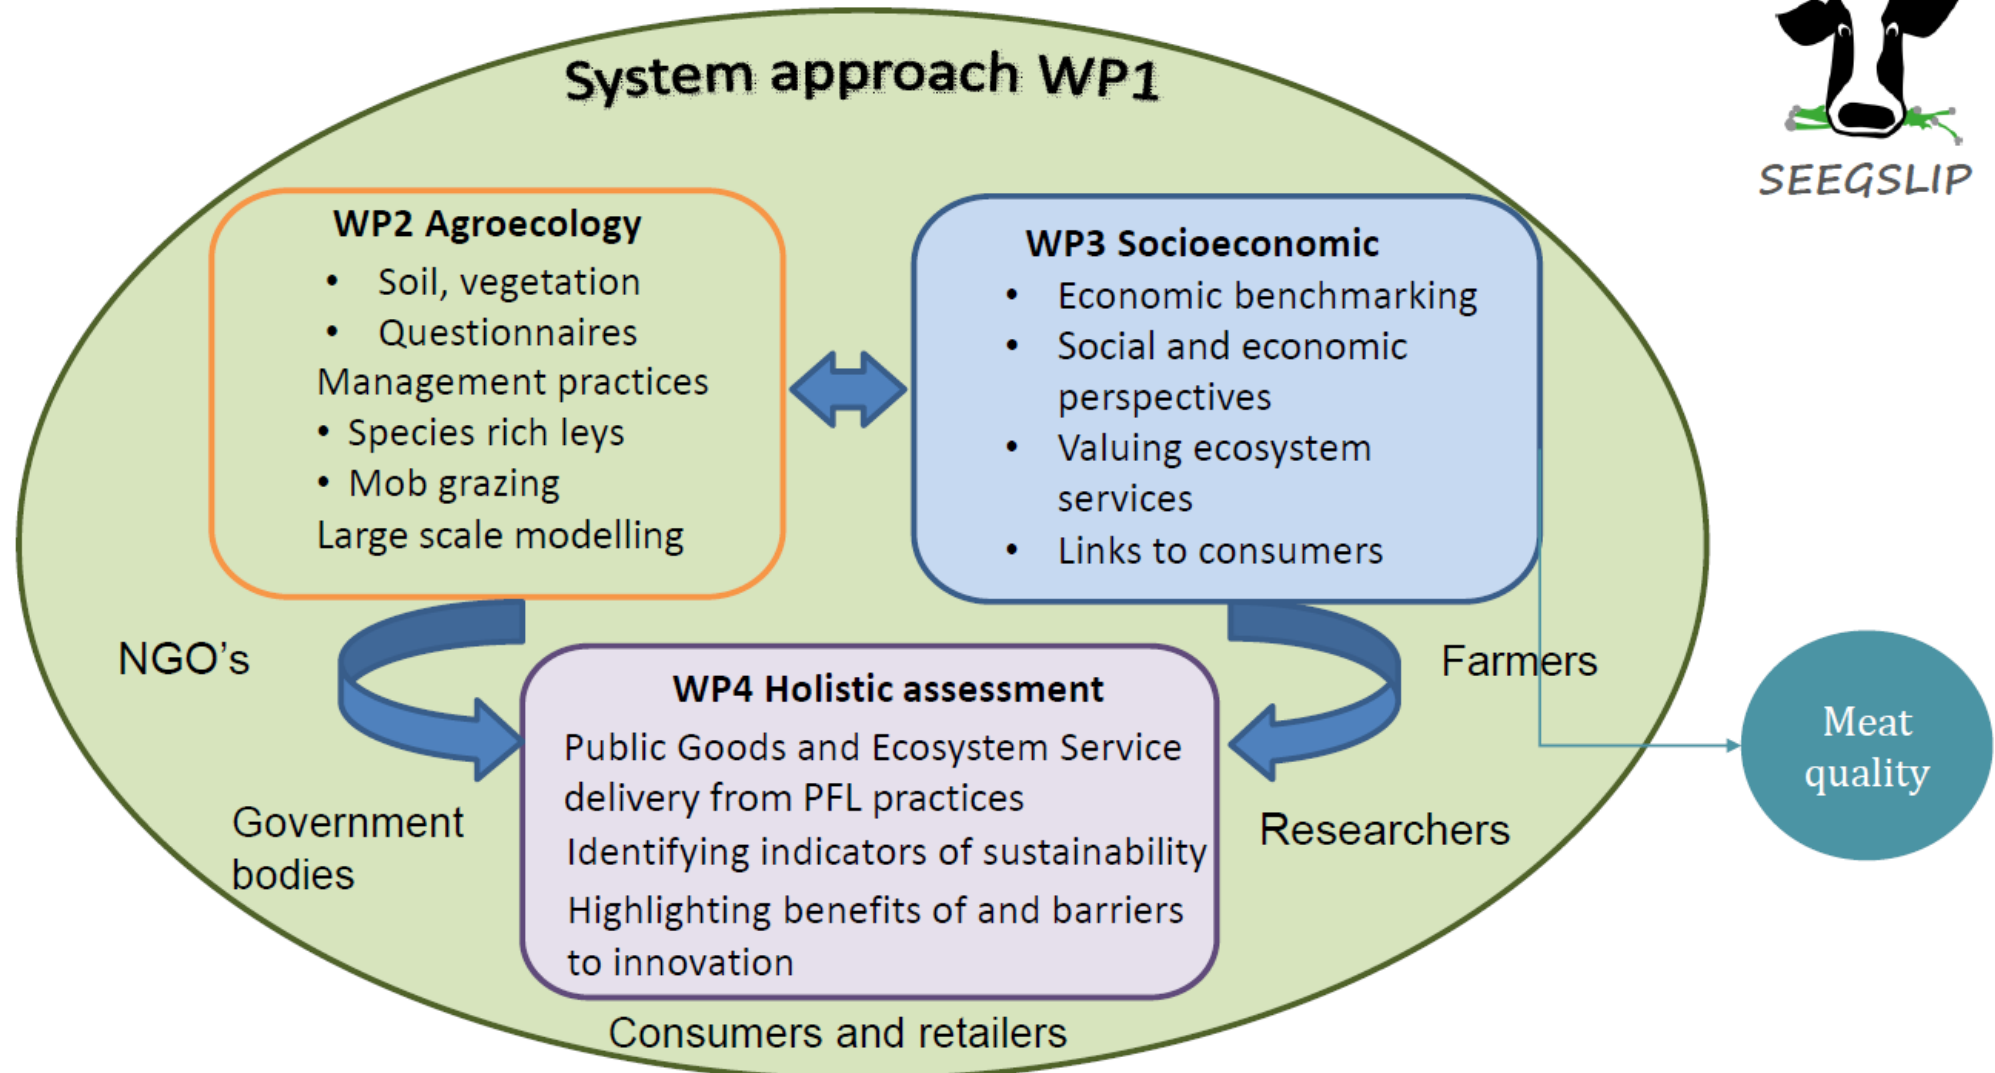 System approach WP1
SEEGSLIP
WP2 Agroecology
• Soil, vegetation
• Questionnaires
Management practices
• Species rich leys
• Mob grazing
Large scale modelling
WP3 Socioeconomic
• Economic benchmarking
• Social and economic
perspectives
• Valuing ecosystem
services
• Links to consumers
NGO's
Farmers
WP4 Holistic assessment
Public Goods and Ecosystem Service
delivery from PFL practices
Identifying indicators of sustainability
Highlighting benefits of and barriers
to innovation
Meat
quality
Government
bodies
Researchers
Consumers and retailers